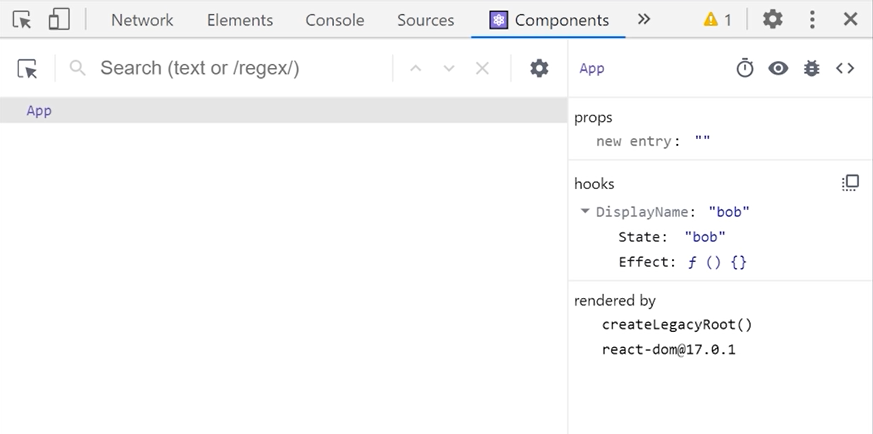 Network Elements Console Sources Components 1
Search (text or /regex/)
App
App
props
new entry: ""
hooks
DisplayName: "bob"
State: "bob"
Effect: ƒ () {}
rendered by
createLegacyRoot()
react-dom@17.0.1